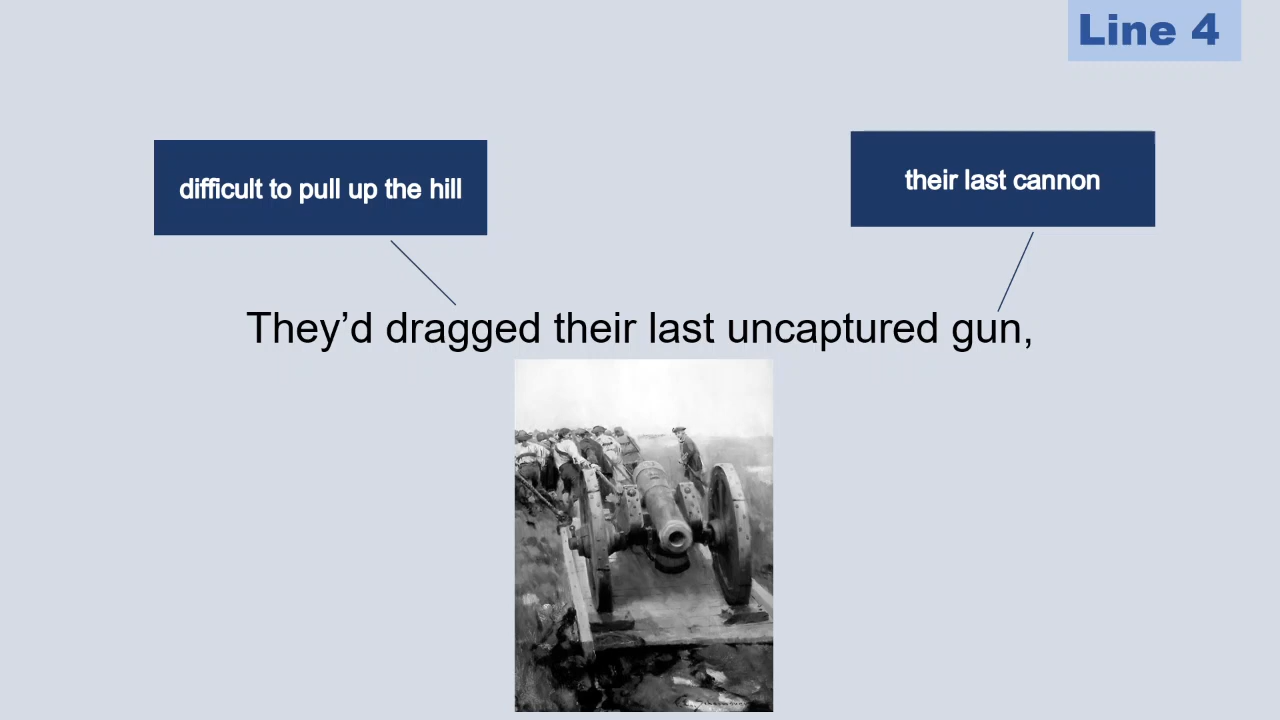 Line 4
difficult to pull up the hill
their last cannon
They’d dragged their last uncaptured gun,